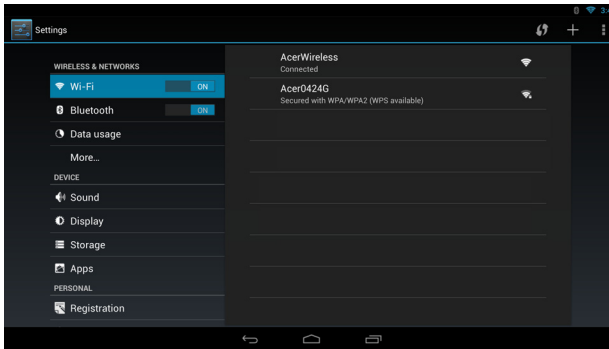 Settings
WIRELESS & NETWORKS
Wi-Fi ON
Bluetooth ON
Data usage
More...
DEVICE
Sound
Display
Storage
Apps
PERSONAL
Registration
AcerWireless
Connected
Acer0424G
Secured with WPA/WPA2 (WPS available)